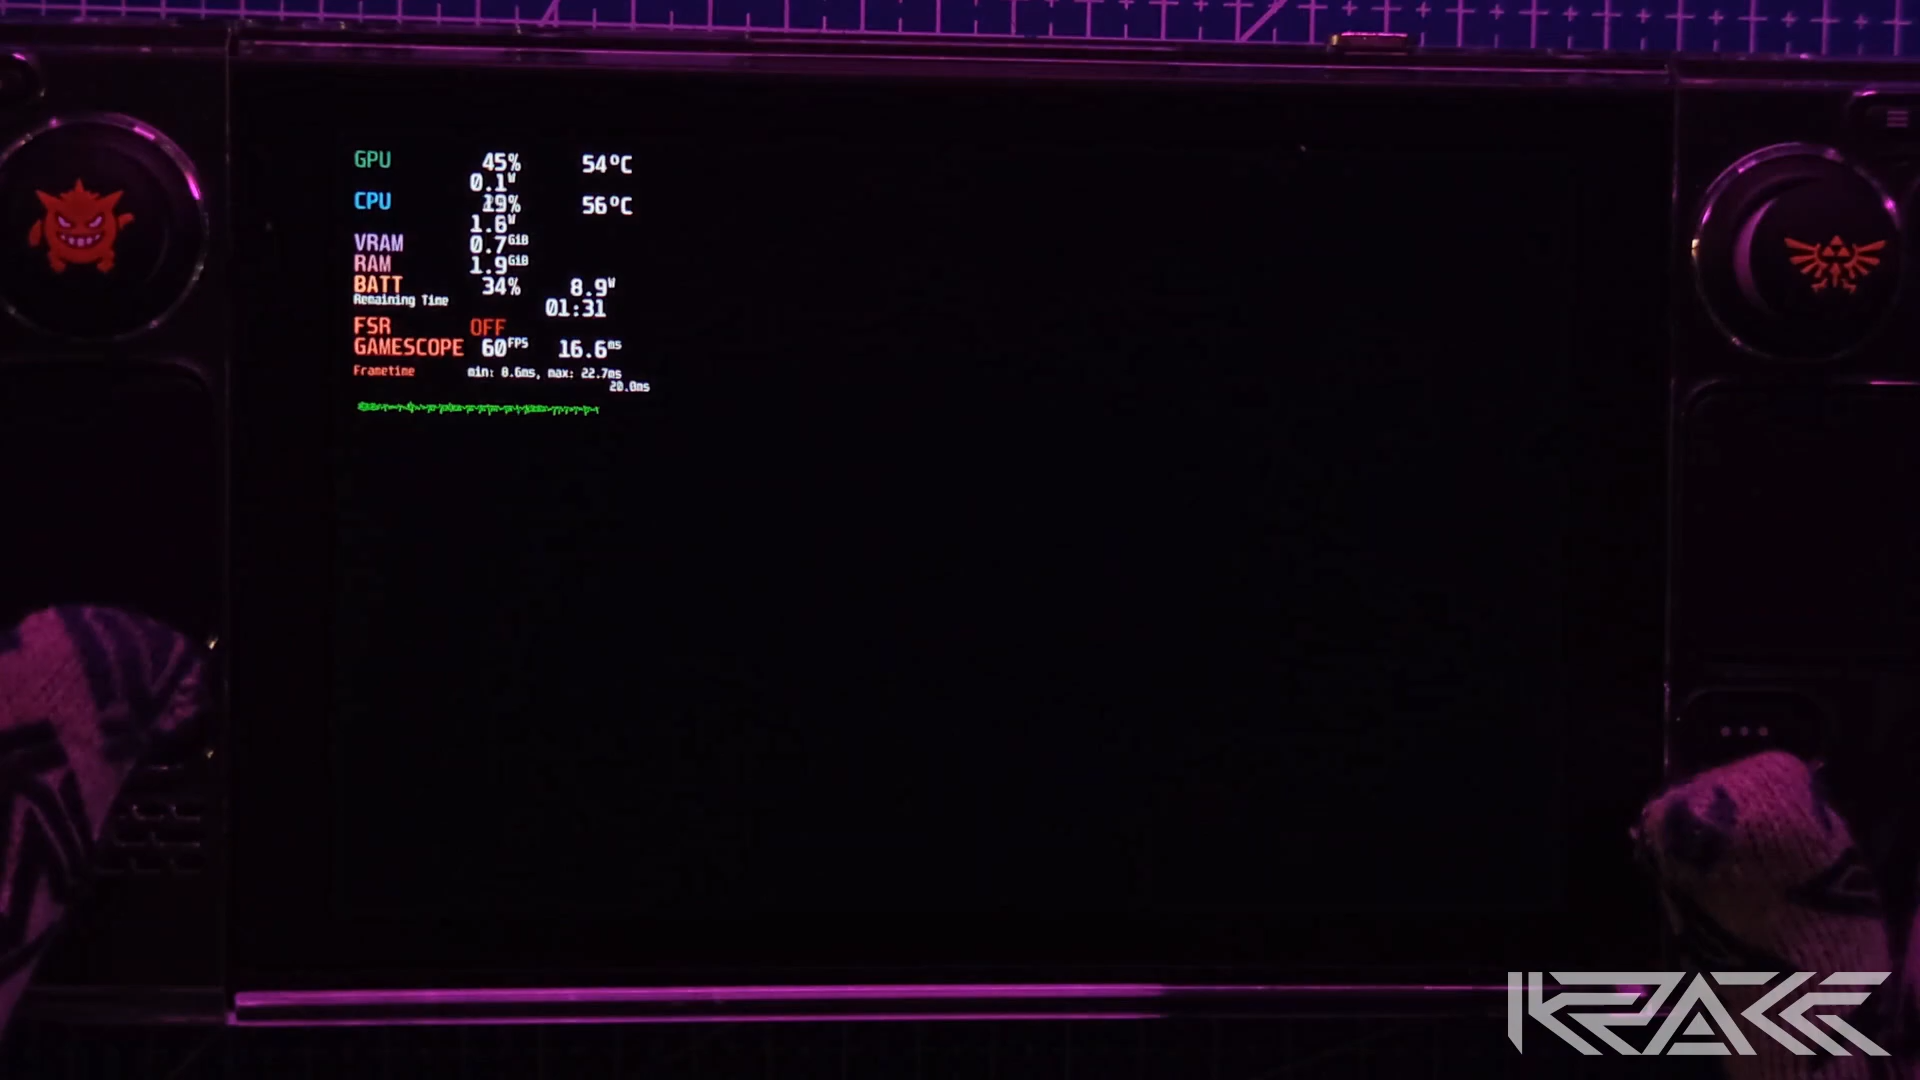 GPU 45% 54°C
0.1W
CPU 19% 56°C
1.6W
VRAM 0.7GiB
RAM 1.9GiB
BATT 34% 8.9W
Remaining Time 01:31
FSR OFF
GAMESCOPE 60FPS 16.6ms
Frametime min: 8.6ms, max: 22.7ms
20.0ms